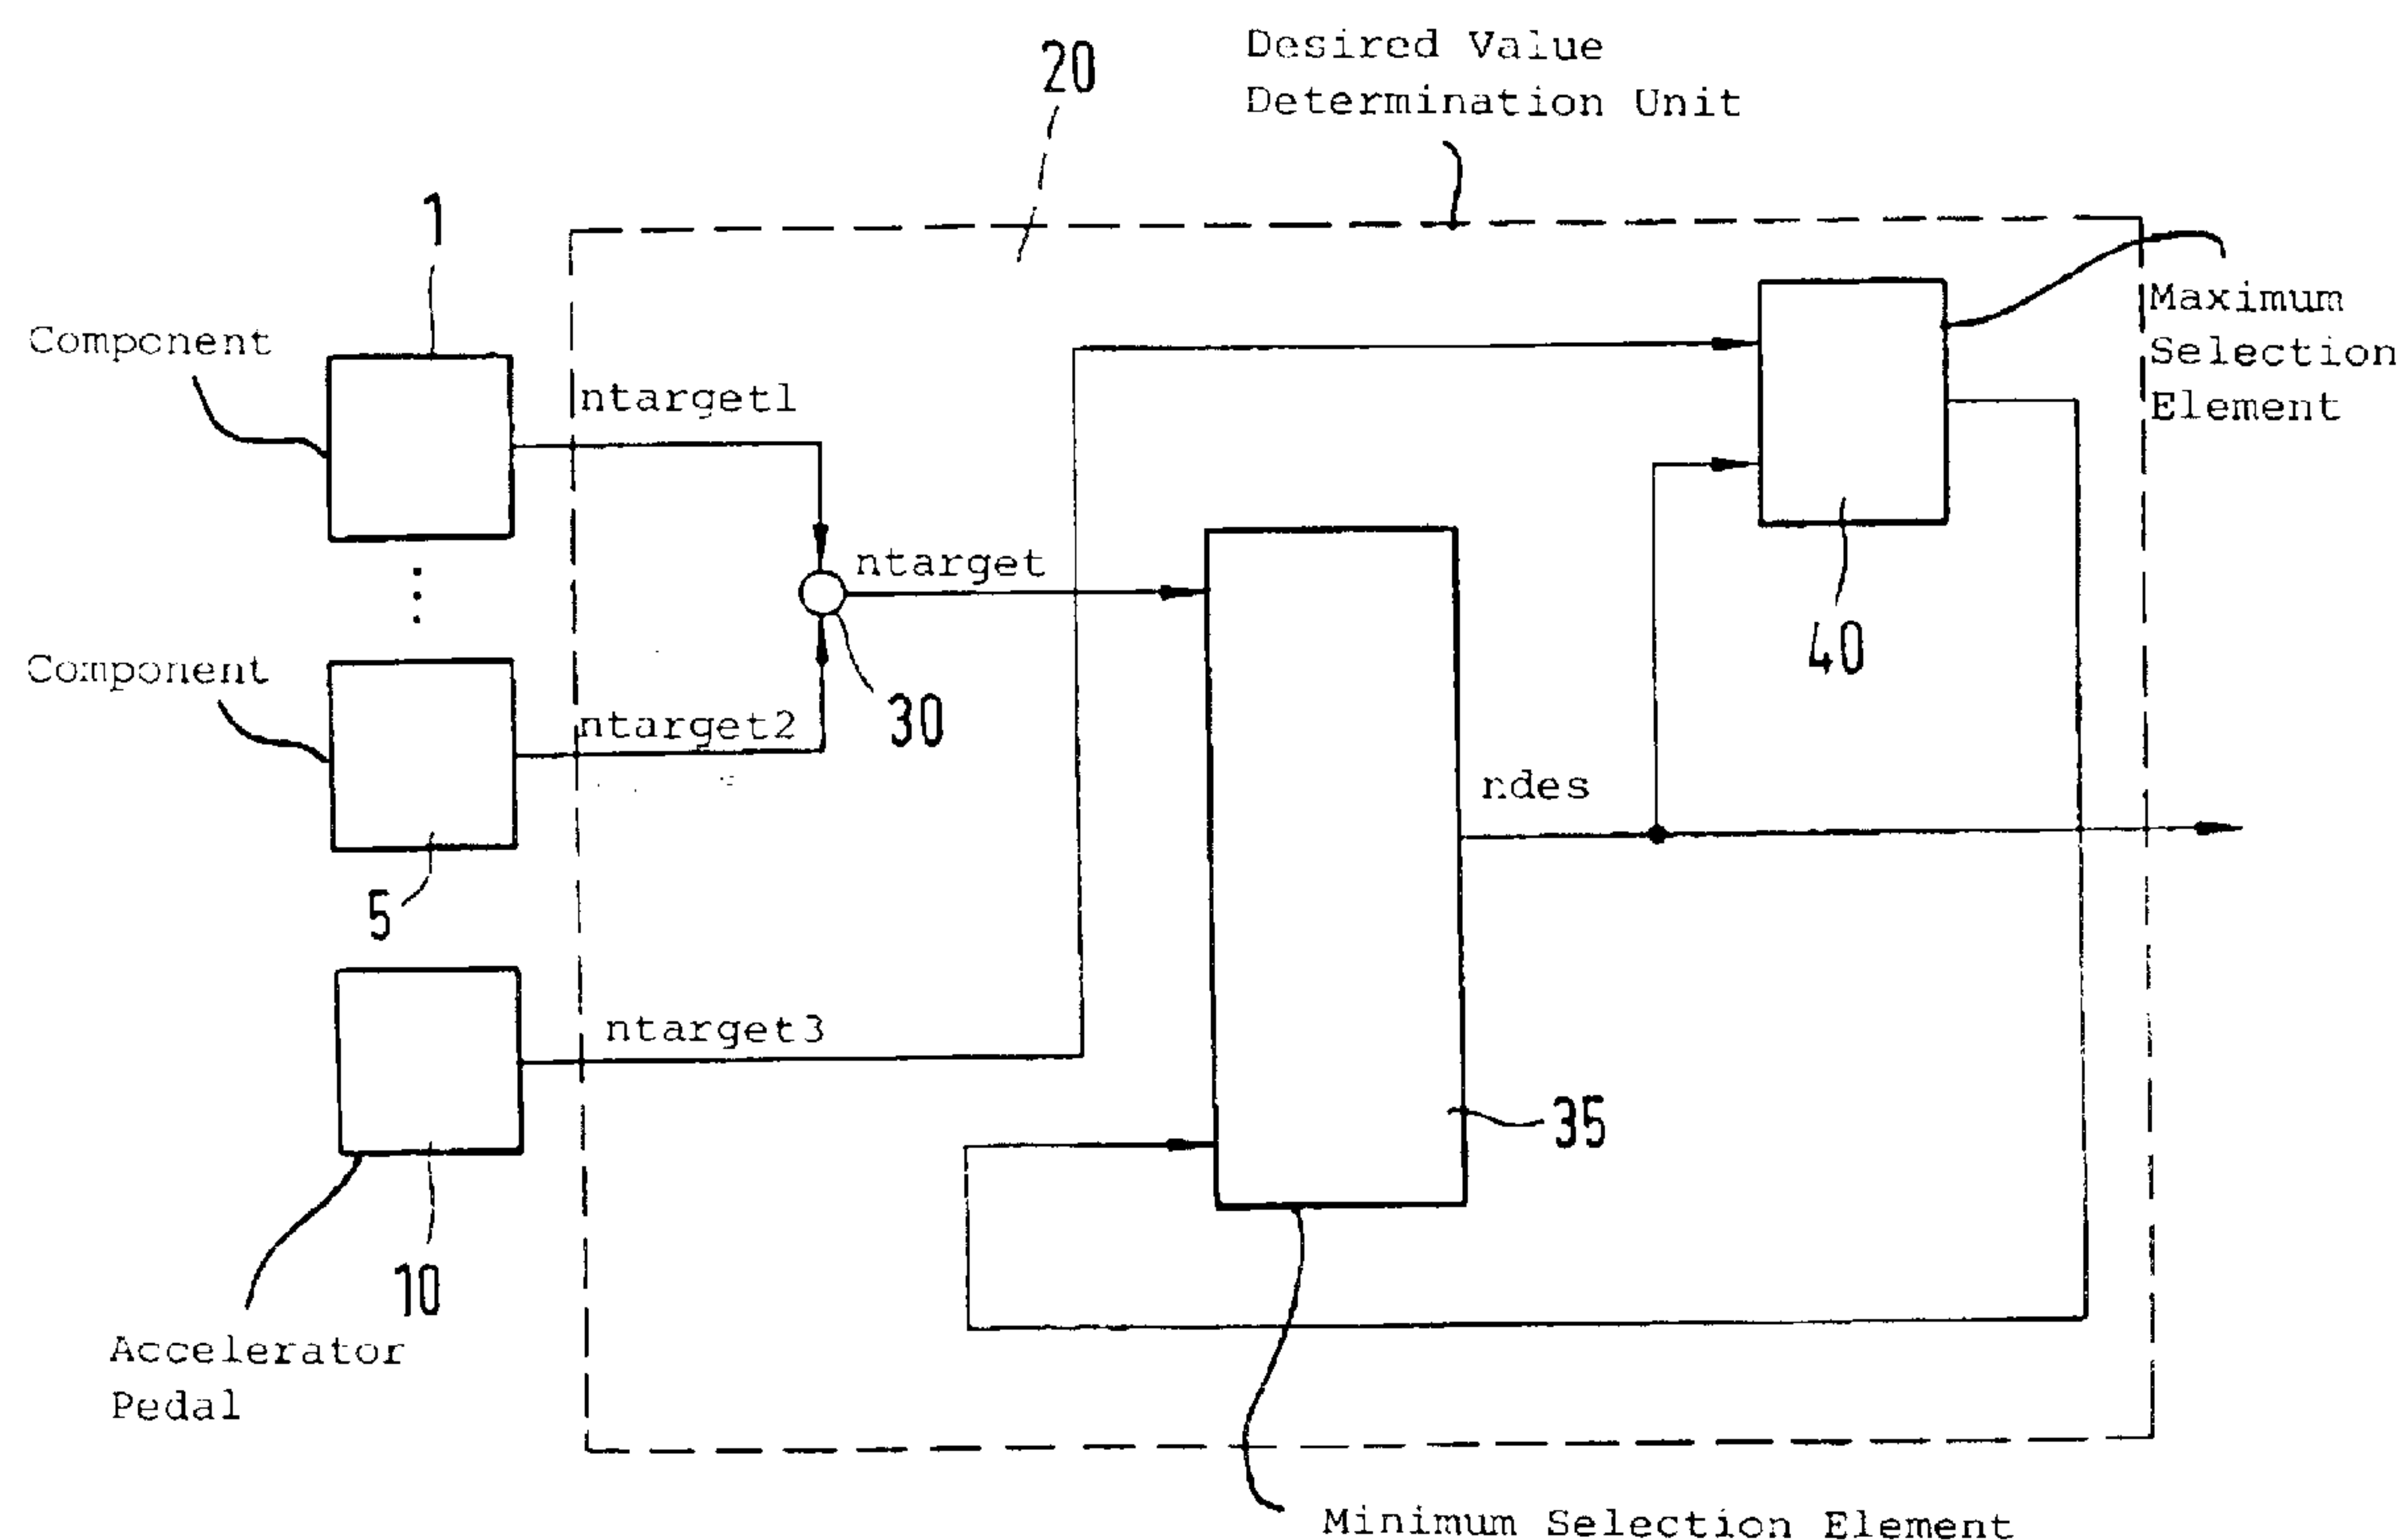 Desired Value
Determination Unit
20
1
Component
Maximum
Selection
Element
ntarget1
ntarget
Component
40
ntarget2
30
ndes
5
ntarget3
35
10
Accelerator
Pedal
Minimum Selection Element